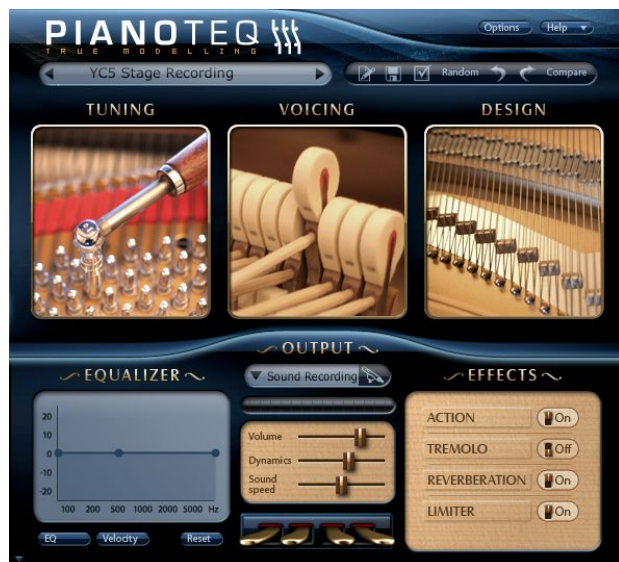 PIANOTEQ
TRUE MODELLING
Options Help
YC5 Stage Recording
Random Compare
TUNING VOICING DESIGN
OUTPUT
EQUALIZER
Sound Recording
EFFECTS
20
10
0
-10
-20
100 200 500 1000 2000 5000 Hz
EQ Velocity Reset
Volume
Dynamics
Sound
speed
ACTION On
TREMOLO Off
REVERBERATION On
LIMITER On